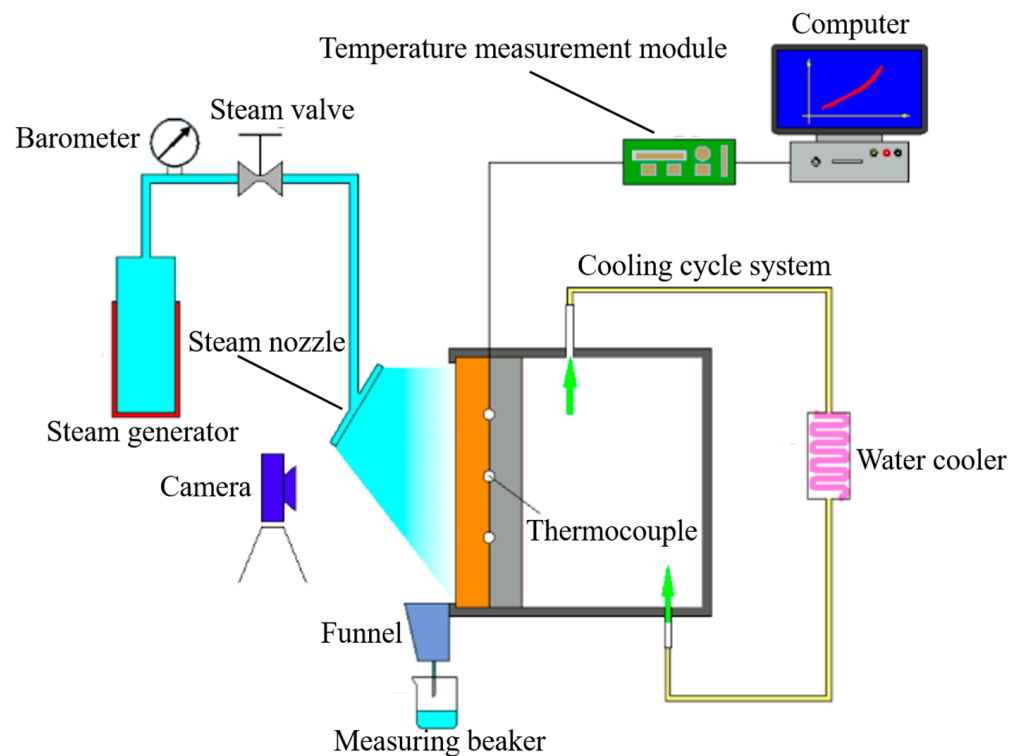 Computer
Temperature measurement module
Steam valve
Barometer
Cooling cycle system
Steam nozzle
Steam generator
Water cooler
Camera
Thermocouple
Funnel
Measuring beaker